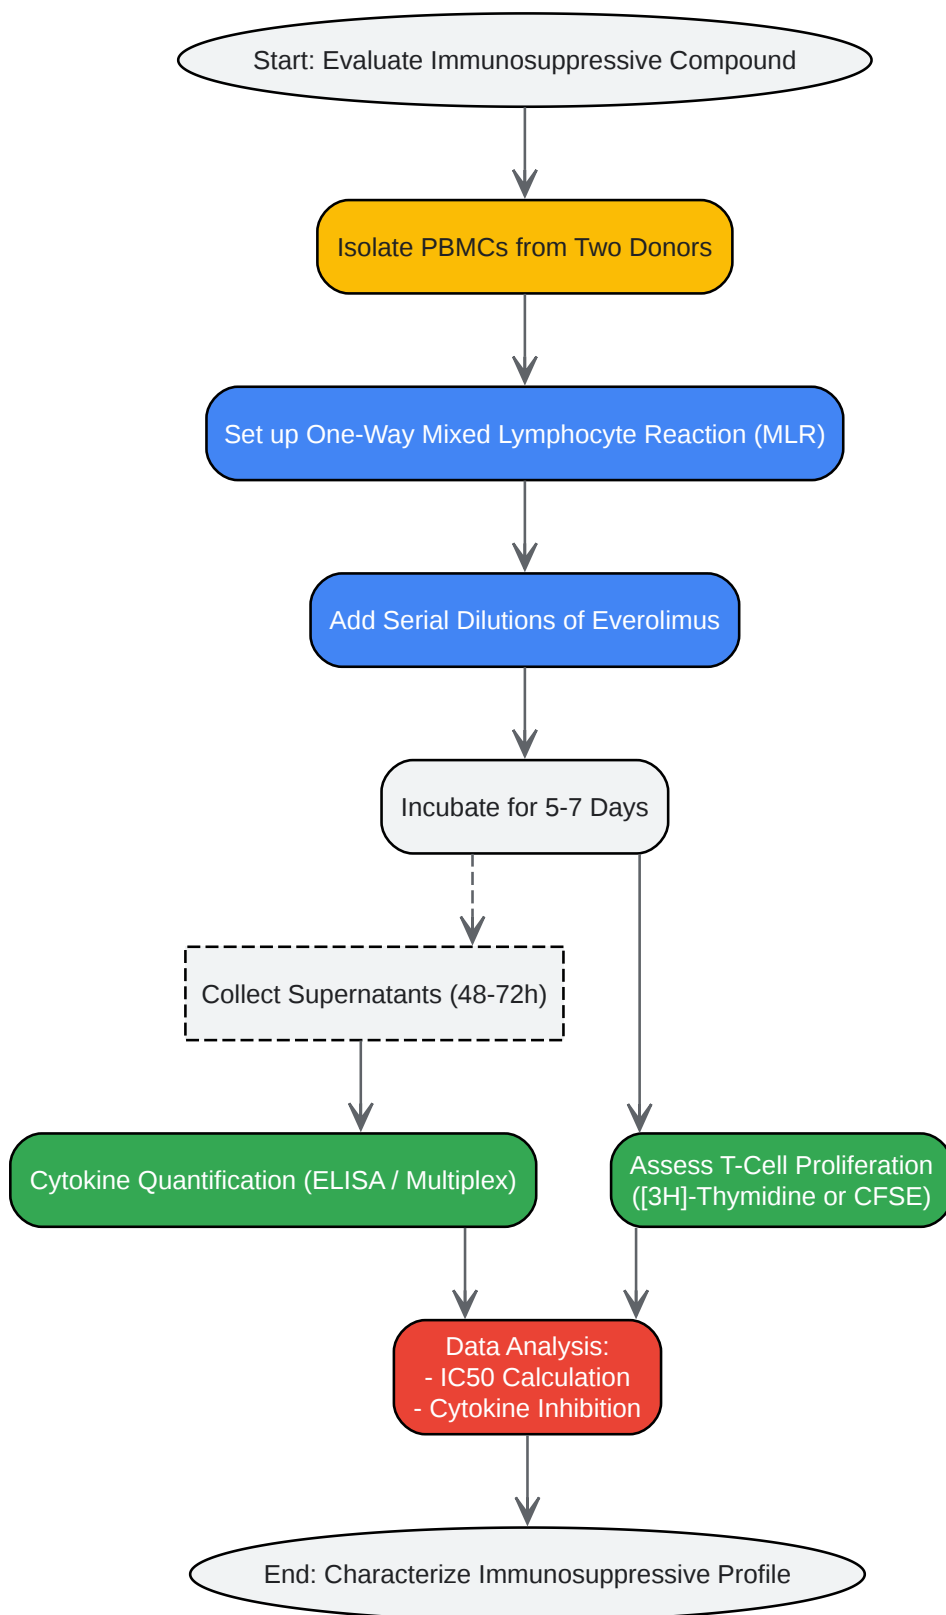 Start: Evaluate Immunosuppressive Compound
Isolate PBMCs from Two Donors
Set up One-Way Mixed Lymphocyte Reaction (MLR)
Add Serial Dilutions of Everolimus
Incubate for 5-7 Days
Collect Supernatants (48-72h)
Cytokine Quantification (ELISA / Multiplex)
Assess T-Cell Proliferation
([3H]-Thymidine or CFSE)
Data Analysis:
- IC50 Calculation
- Cytokine Inhibition
End: Characterize Immunosuppressive Profile